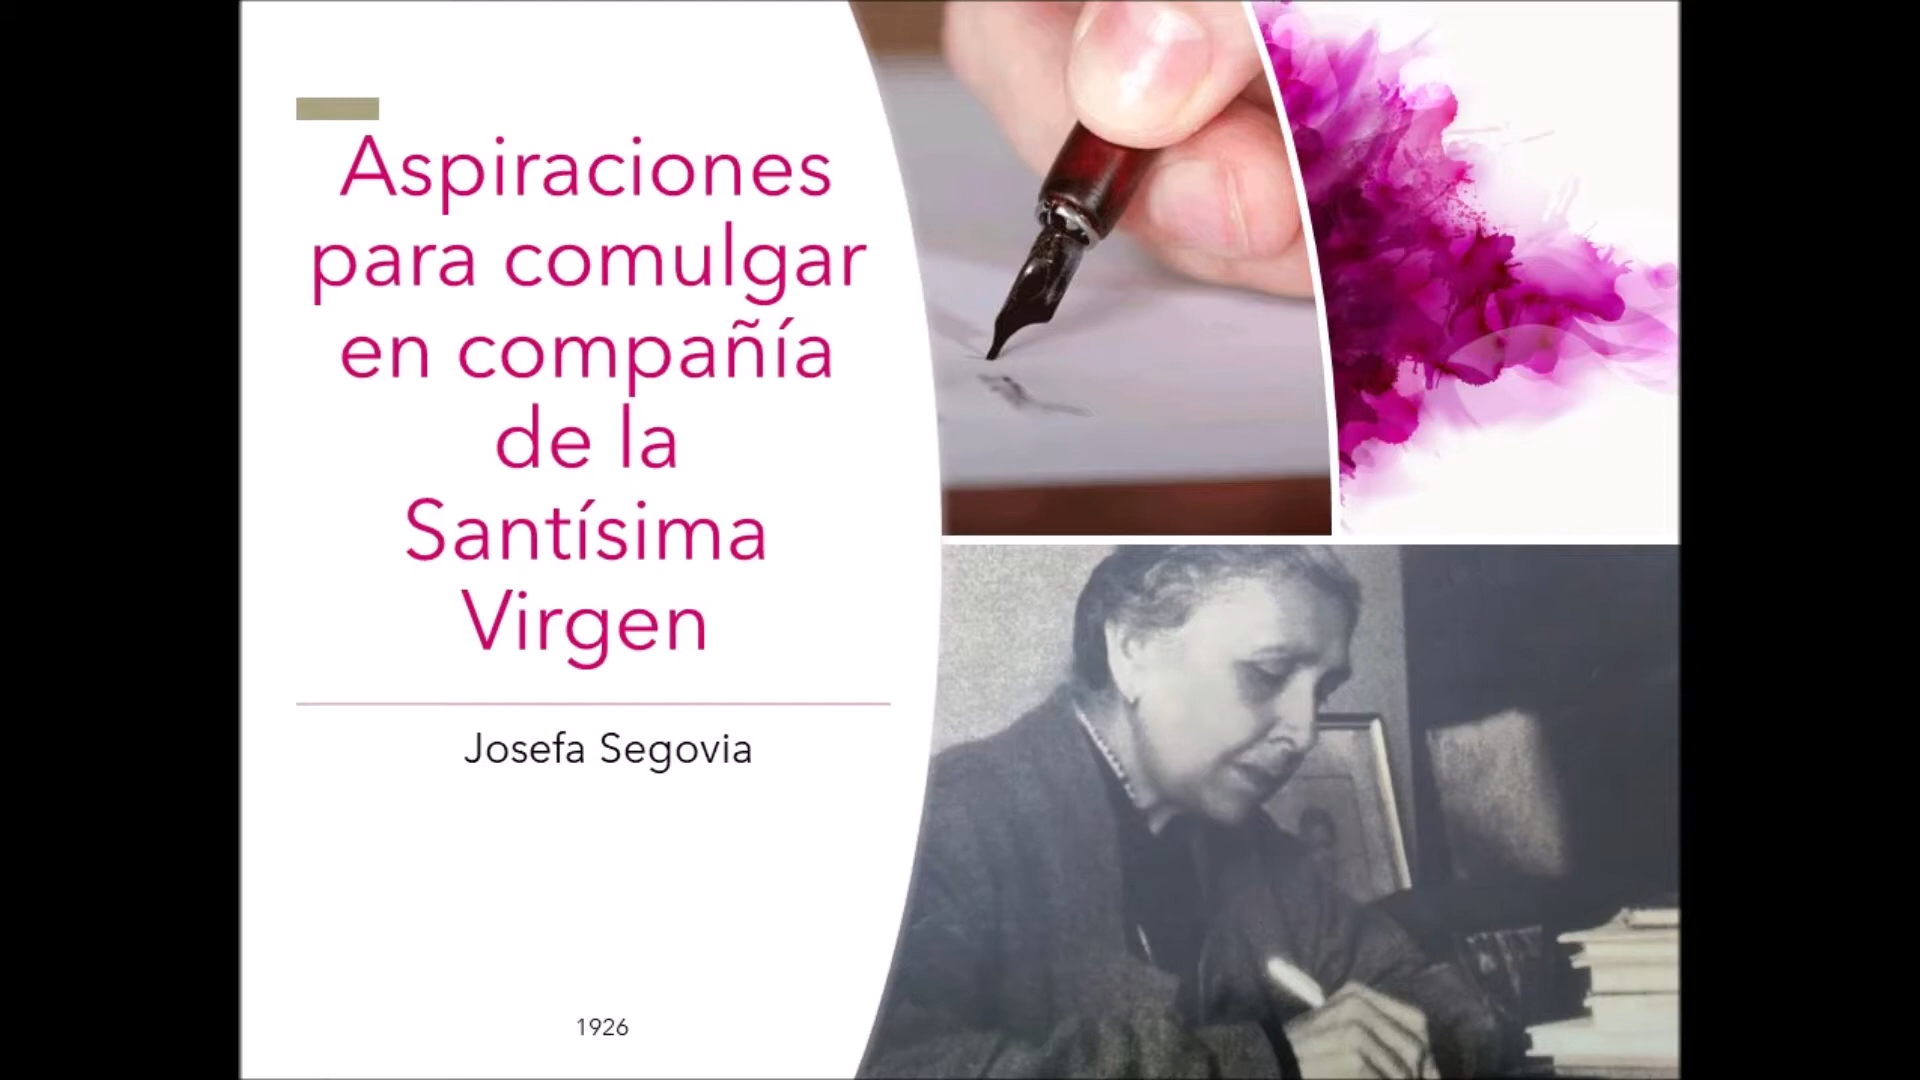 Aspiraciones
para comulgar
en compañía
de la
Santísima
Virgen
Josefa Segovia
1926